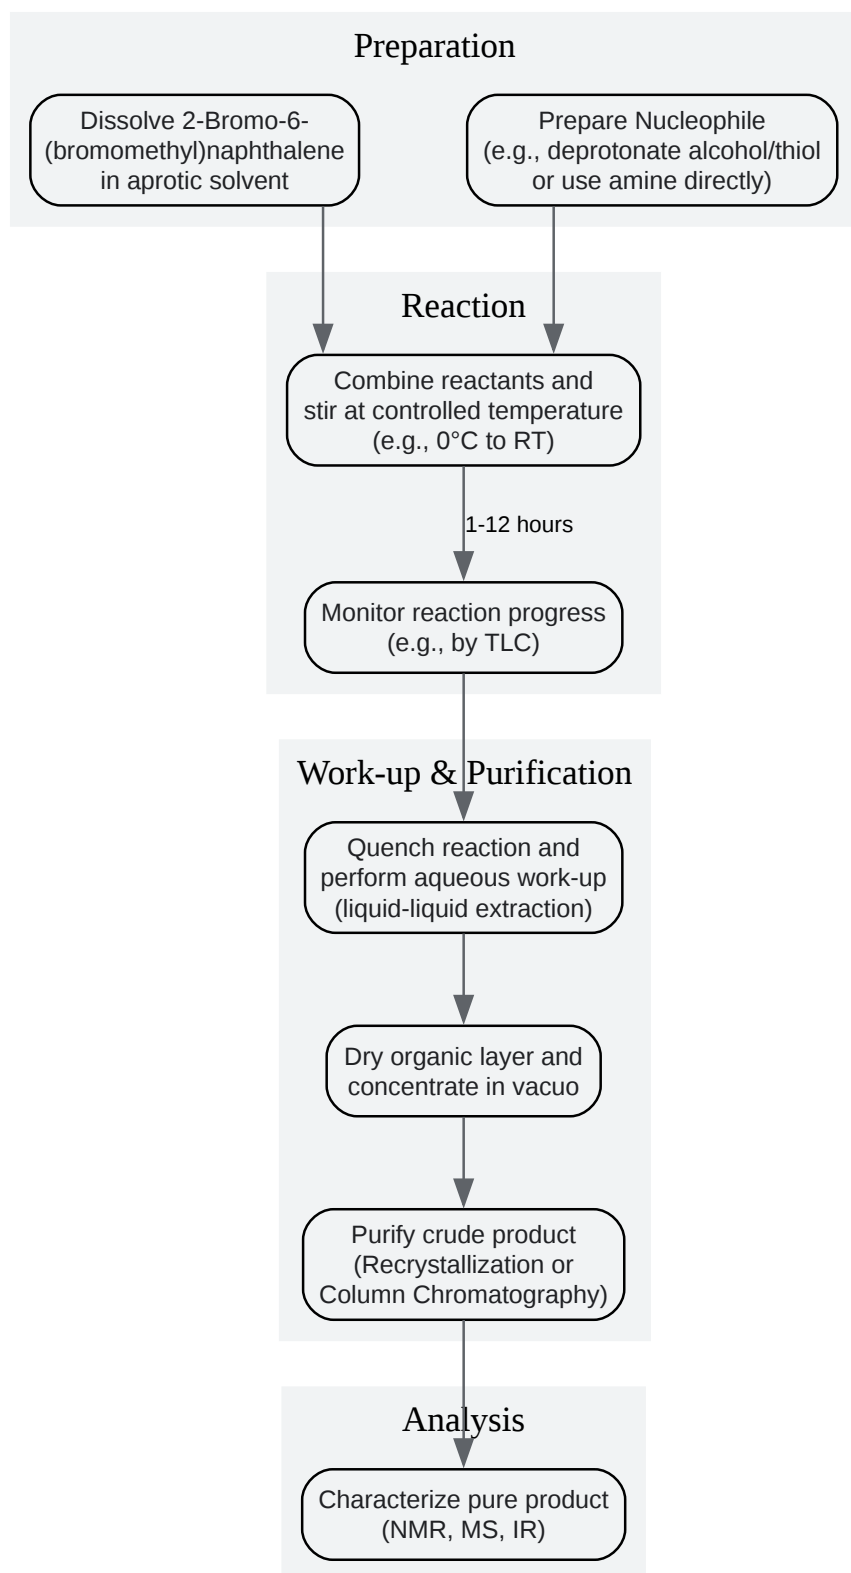 Preparation
Dissolve 2-Bromo-6-
(bromomethyl)naphthalene
in aprotic solvent
Prepare Nucleophile
(e.g., deprotonate alcohol/thiol
or use amine directly)
Reaction
Combine reactants and
stir at controlled temperature
(e.g., 0°C to RT)
1-12 hours
Monitor reaction progress
(e.g., by TLC)
Work-up & Purification
Quench reaction and
perform aqueous work-up
(liquid-liquid extraction)
Dry organic layer and
concentrate in vacuo
Purify crude product
(Recrystallization or
Column Chromatography)
Analysis
Characterize pure product
(NMR, MS, IR)